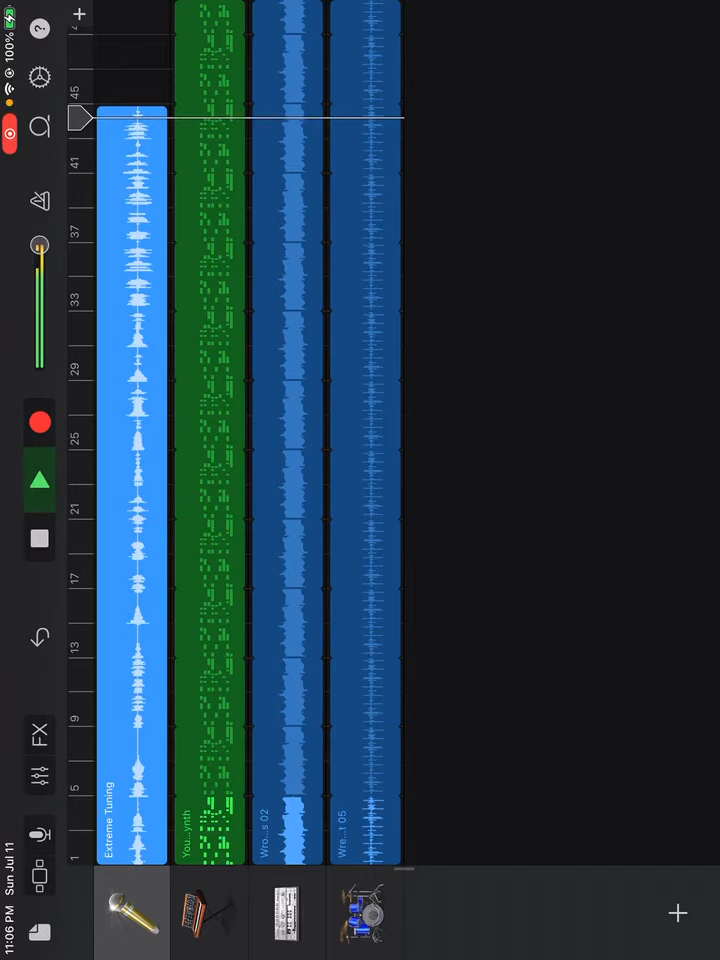 11:06 PM Sun Jul 11
100%
FX
?
1 5 9 13 17 21 25 29 33 37 41 45
Extreme Tuning
You...ynth
Wro...s 02
Wre...t 05